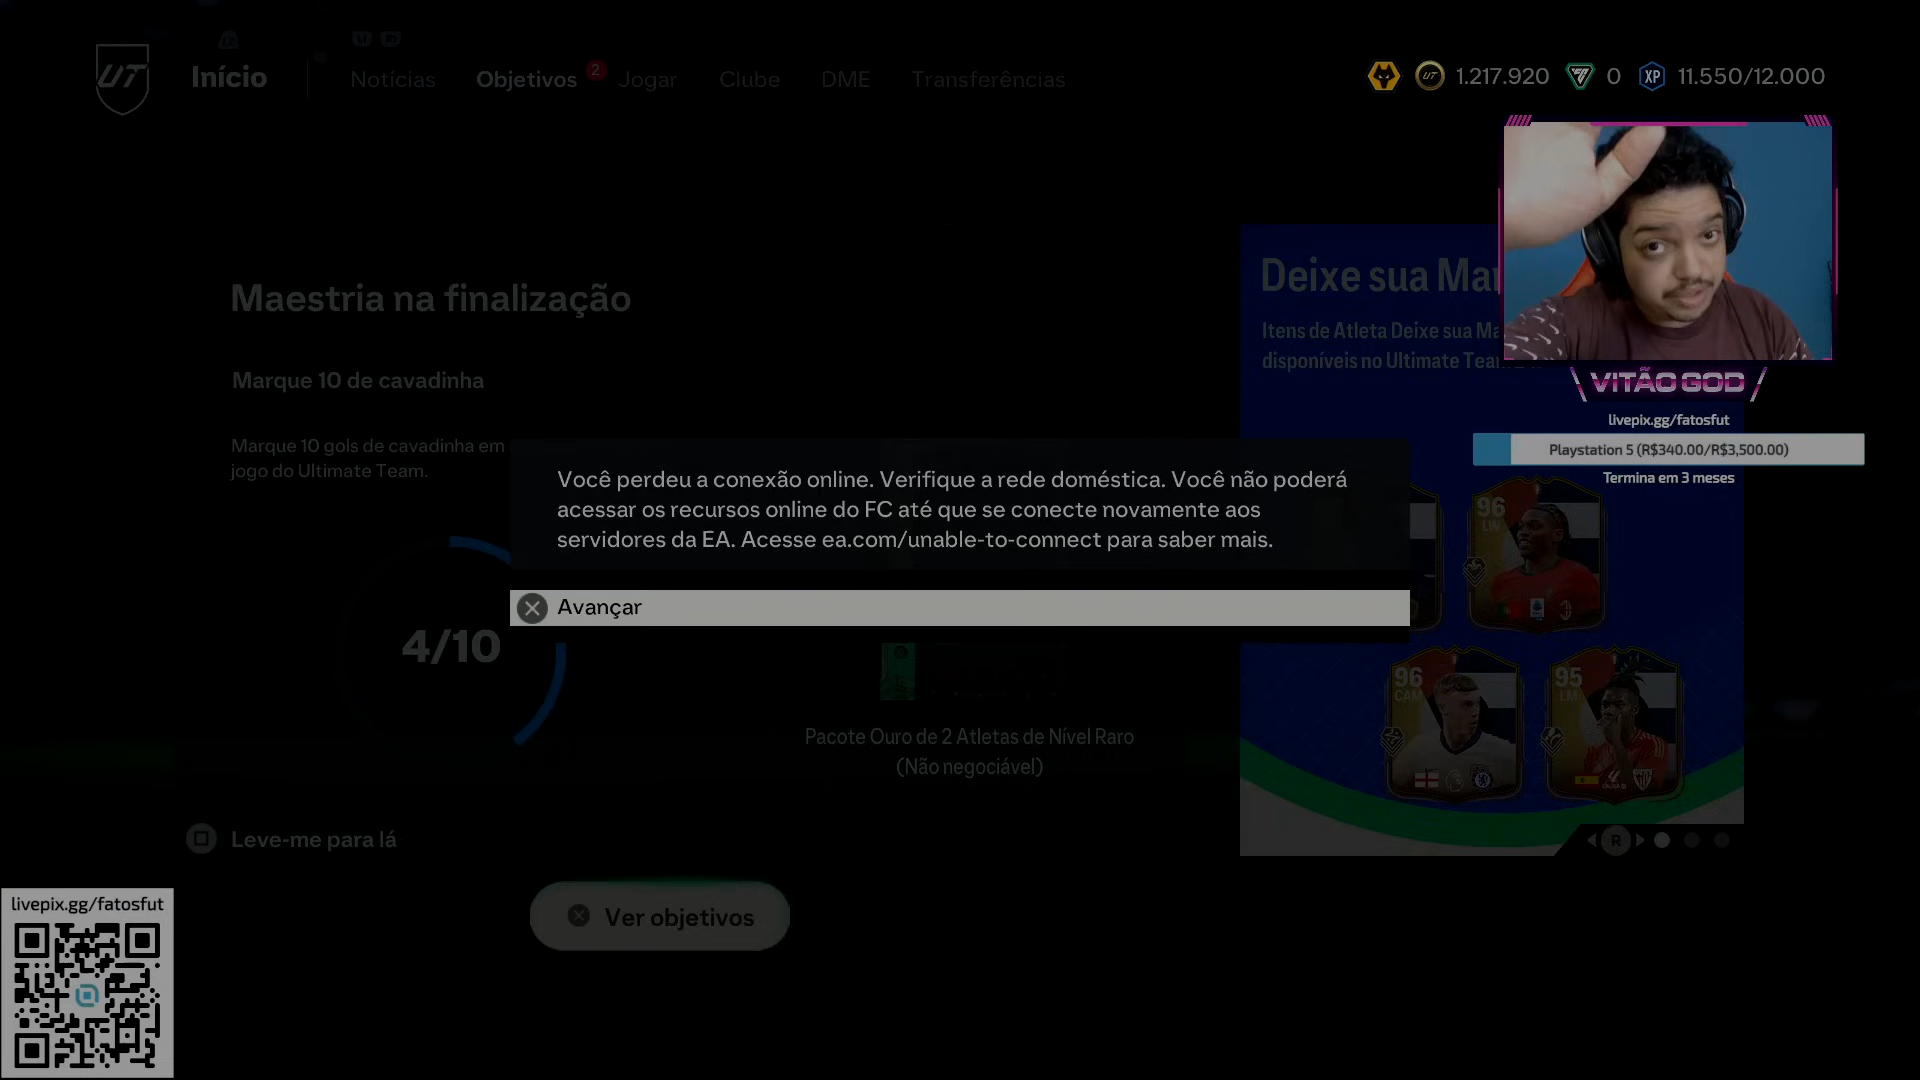 UT
Início
Notícias
Objetivos
2
Jogar
Clube
DME
Transferências
UT
1.217.920
0
XP
11.550/12.000
Maestria na finalização
Marque 10 de cavadinha
Marque 10 gols de cavadinha em
jogo do Ultimate Team.
4/10
Deixe sua Mar
Itens de Atleta Deixe sua Ma
disponíveis no Ultimate Team
VITÃO GOD
livepix.gg/fatosfut
Playstation 5 (R$340.00/R$3,500.00)
Termina em 3 meses
Você perdeu a conexão online. Verifique a rede doméstica. Você não poderá
acessar os recursos online do FC até que se conecte novamente aos
servidores da EA. Acesse ea.com/unable-to-connect para saber mais.
Avançar
96
LW
96
CAM
95
LM
Pacote Ouro de 2 Atletas de Nível Raro
(Não negociável)
Leve-me para lá
R
Ver objetivos
livepix.gg/fatosfut